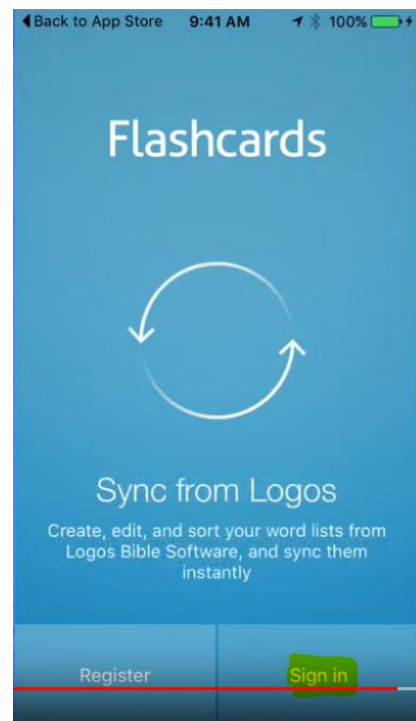 Back to App Store 9:41 AM 100%
Flashcards
Sync from Logos
Create, edit, and sort your word lists from
Logos Bible Software, and sync them
instantly
Register Sign in